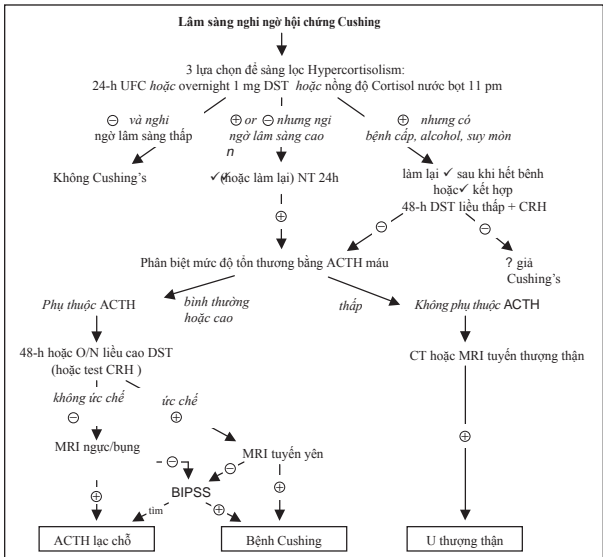 Lâm sàng nghi ngờ hội chứng Cushing
3 lựa chọn để sàng lọc Hypercortisolism:
24-h UFC hoặc overnight 1 mg DST hoặc nồng độ Cortisol nước bọt 11 pm
⊖ và nghi
ngờ lâm sàng thấp
⊕ or ⊖ nhưng ngi
ngờ lâm sàng cao
n
⊕ nhưng có
bệnh cấp, alcohol, suy mòn
Không Cushing's
✓ (hoặc làm lại) NT 24h
làm lại ✓ sau khi hết bênh
hoặc ✓ kết hợp
48-h DST liều thấp + CRH
⊕
⊖
⊖
Phân biệt mức độ tổn thương bằng ACTH máu
? giả
Cushing's
Phụ thuộc ACTH
bình thường
hoặc cao
thấp
Không phụ thuộc ACTH
48-h hoặc O/N liều cao DST
(hoặc test CRH )
CT hoặc MRI tuyến thượng thận
không ức chế
⊖
ức chế
⊕
⊕
MRI ngực/bụng
⊖
MRI tuyến yên
⊖
BIPSS
⊕
tìm
⊕
⊕
ACTH lạc chỗ
Bệnh Cushing
U thượng thận